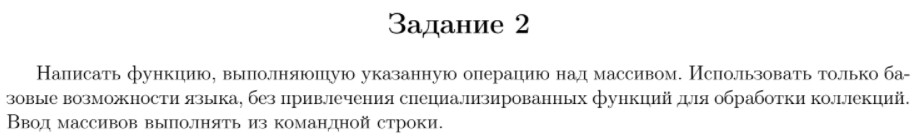 Задание 2
Написать функцию, выполняющую указанную операцию над массивом. Использовать только ба-
зовые возможности языка, без привлечения специализированных функций для обработки коллекций.
Ввод массивов выполнять из командной строки.